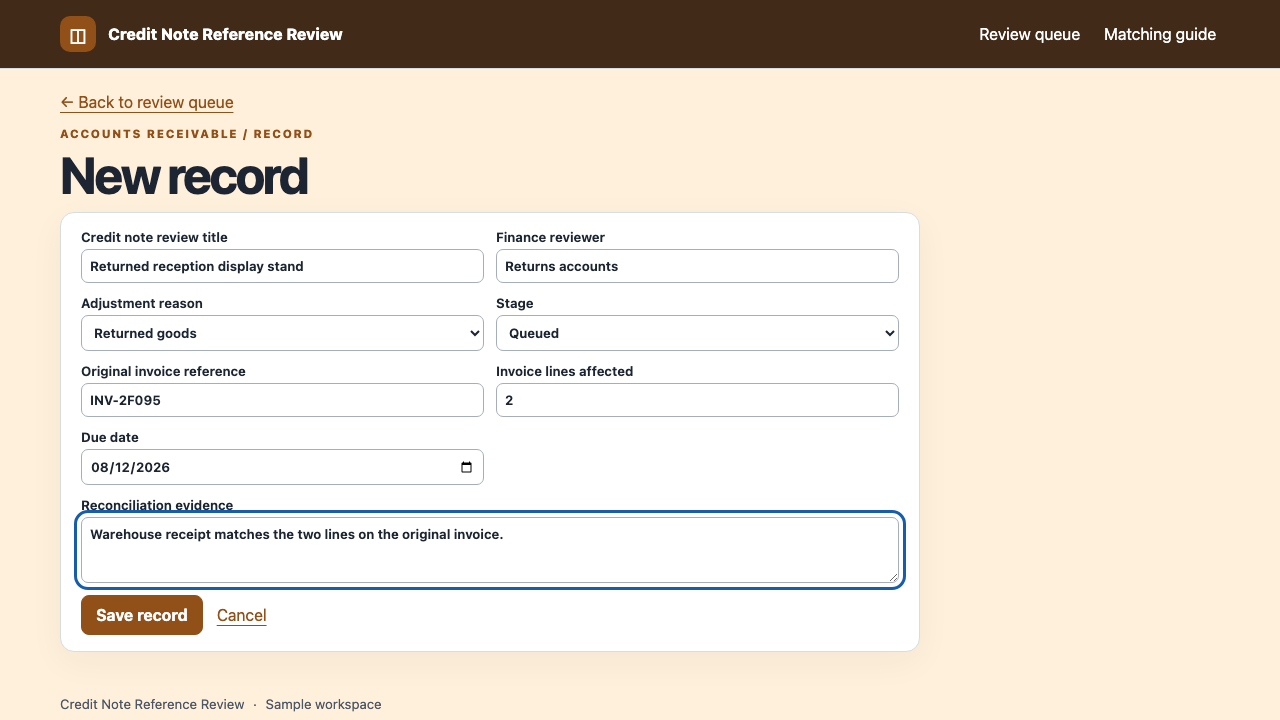 Credit Note Reference Review
Review queue
Matching guide
← Back to review queue
ACCOUNTS RECEIVABLE / RECORD
New record
Credit note review title
Finance reviewer
Returned reception display stand
Returns accounts
Adjustment reason
Stage
Returned goods
Queued
Original invoice reference
Invoice lines affected
INV-2F095
2
Due date
08/12/2026
Reconciliation evidence
Warehouse receipt matches the two lines on the original invoice.
Save record
Cancel
Credit Note Reference Review · Sample workspace